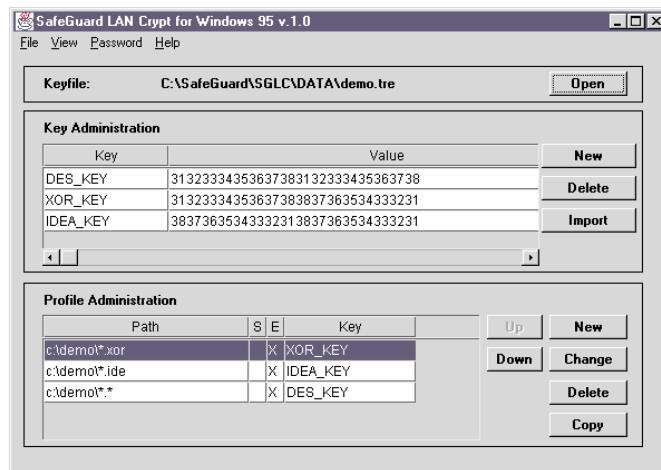 SafeGuard LAN Crypt for Windows 95 v.1.0
File View Password Help
Keyfile: C:\SafeGuard\SGLC\DATA\demo.tre Open
Key Administration
Key Value New
DES_KEY 31323334353637383132333435363738 Delete
XOR_KEY 31323334353637383837363534333231
IDEA_KEY 38373635343332313837363534333231 Import
Profile Administration
Path S E Key Up New
c:\demo\*.xor X XOR_KEY
c:\demo\*.ide X IDEA_KEY Down Change
c:\demo\*.* X DES_KEY Delete
Copy